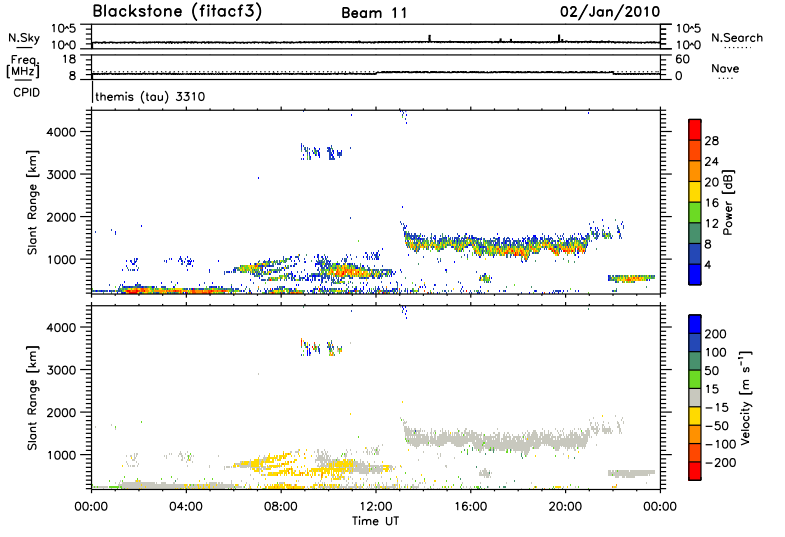 Blackstone (fitacf3) Beam 11 02/Jan/2010
N.Sky 10^5 10^5 N.Search
10^0 10^0
Freq. [MHz] 18 60 Nave
8 0
CPID themis (tau) 3310
Slant Range [km]
4000
3000
2000
1000
Power [dB]
28
24
20
16
12
8
4
Slant Range [km]
4000
3000
2000
1000
Velocity [m s⁻¹]
200
100
50
15
−15
−50
−100
−200
00:00 04:00 08:00 12:00 16:00 20:00 00:00
Time UT